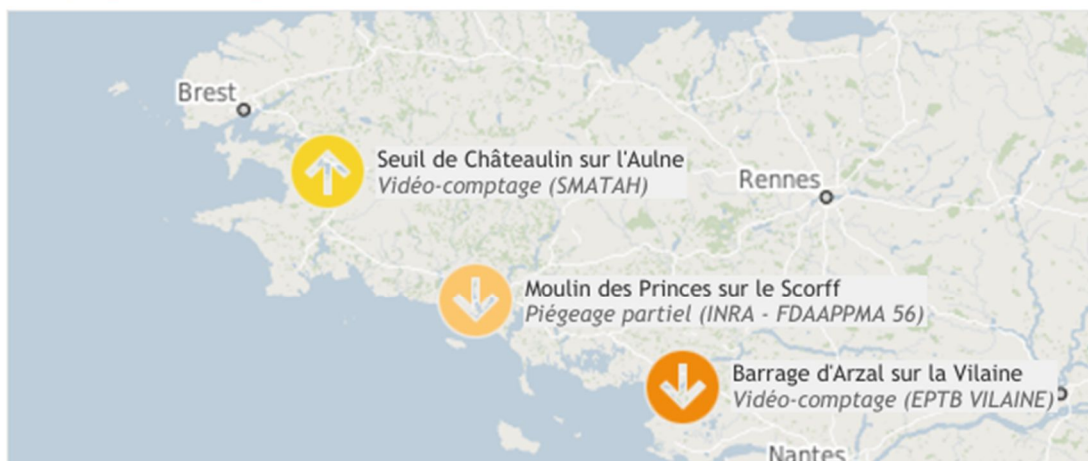 Brest
Seuil de Châteaulin sur l'Aulne
Vidéo-comptage (SMATAH)
Rennes
Moulin des Princes sur le Scorff
Piégeage partiel (INRA - FDAAPPMA 56)
Barrage d'Arzal sur la Vilaine
Vidéo-comptage (EPTB VILAINE)
Nantes